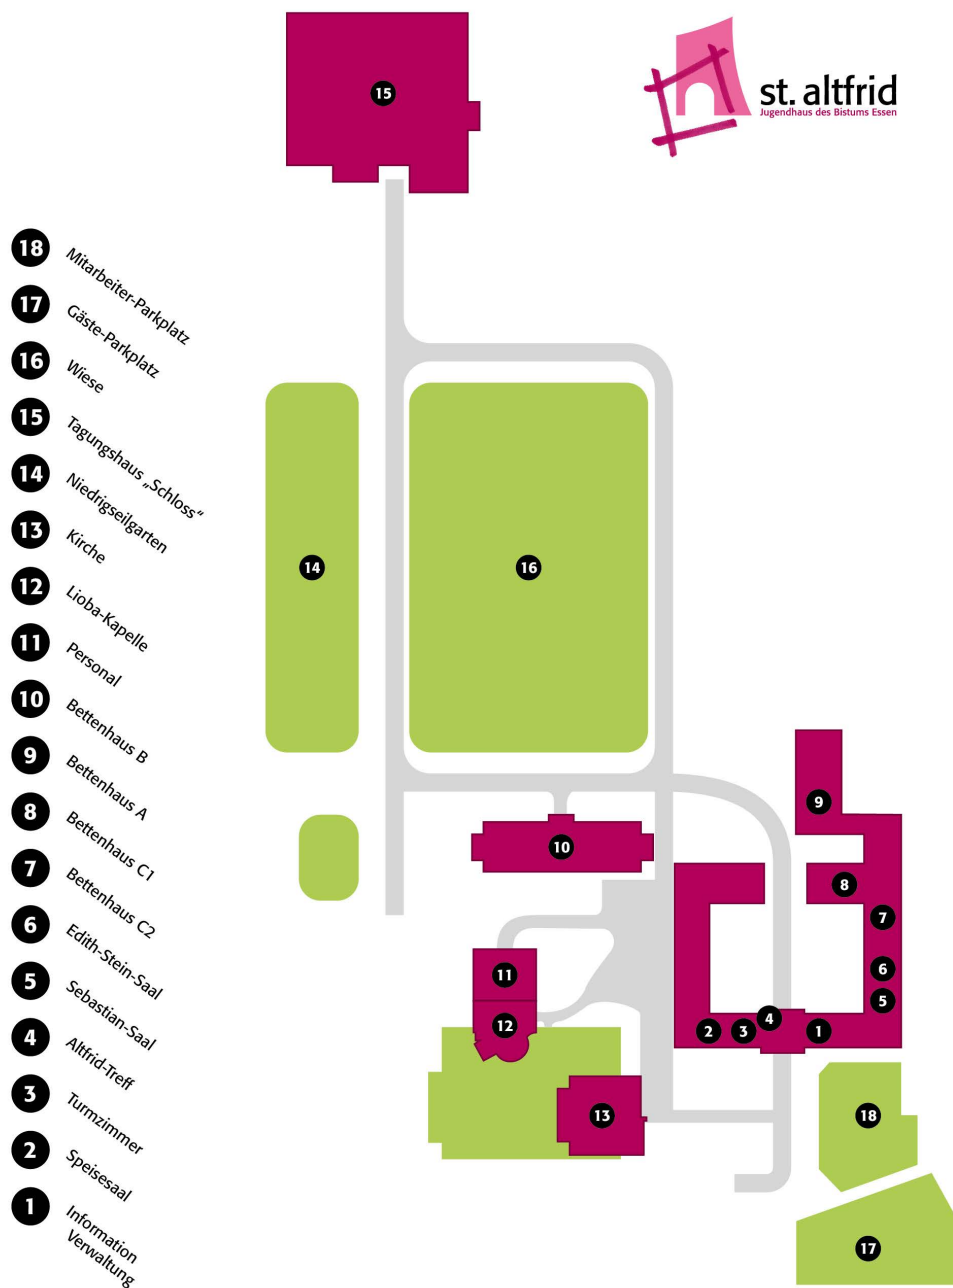 st. altfrid
Jugendhaus des Bistums Essen
15
18 Mitarbeiter-Parkplatz
17 Gäste-Parkplatz
16 Wiese
15 Tagungshaus „Schloss“
14 Niedrigseilgarten
13 Kirche
12 Lioba-Kapelle
11 Personal
10 Bettenhaus B
9 Bettenhaus A
8 Bettenhaus C1
7 Bettenhaus C2
6 Edith-Stein-Saal
5 Sebastian-Saal
4 Altfrid-Treff
3 Turmzimmer
2 Speisesaal
1 Information
Verwaltung
14
16
9
10
8
7
11
6
5
12
2
3
4
1
13
18
17